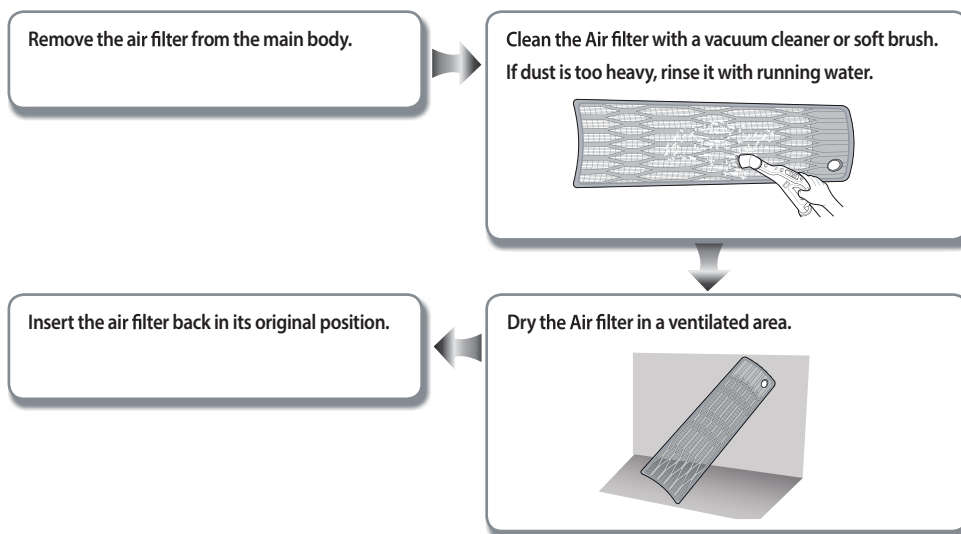 Remove the air filter from the main body.
Clean the Air filter with a vacuum cleaner or soft brush.
If dust is too heavy, rinse it with running water.
Dry the Air filter in a ventilated area.
Insert the air filter back in its original position.